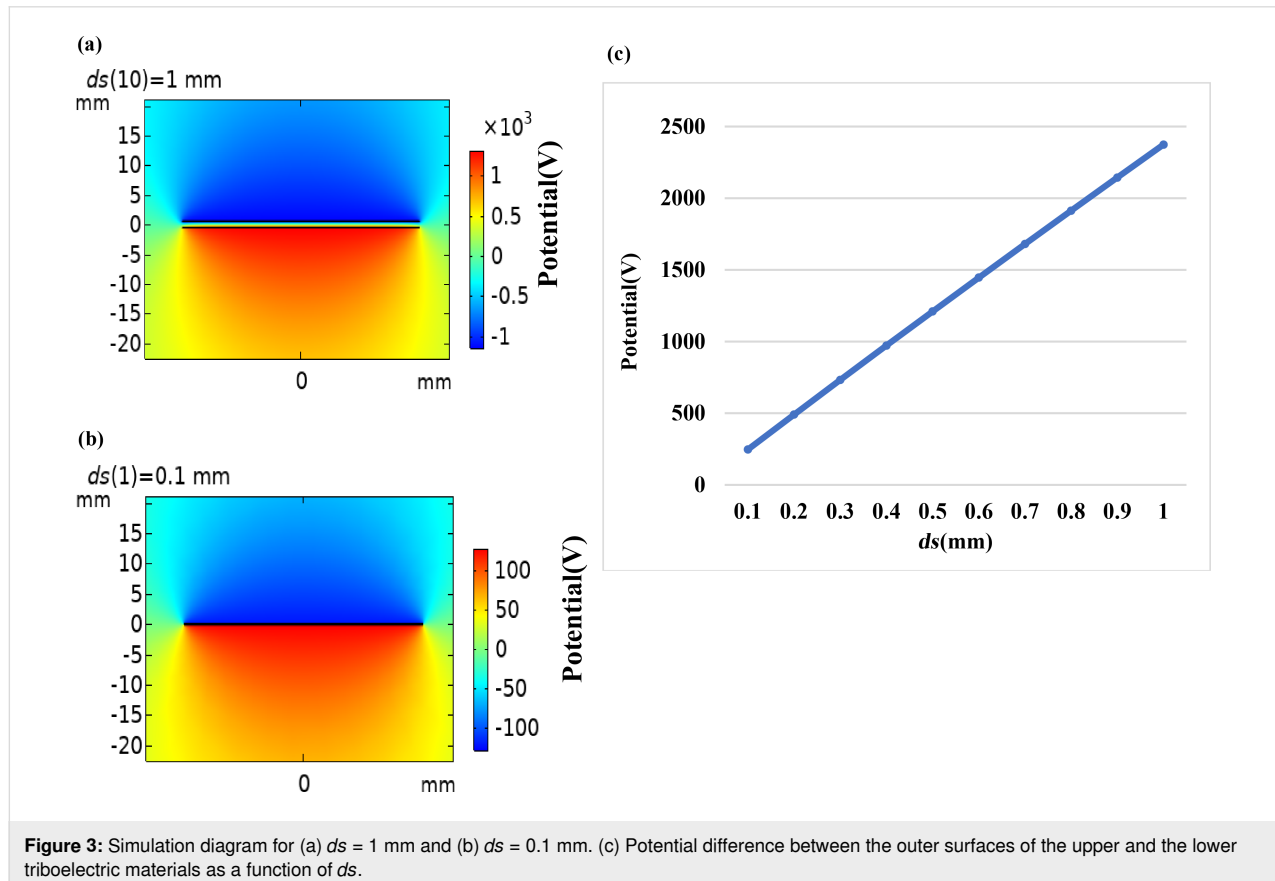 (a)
ds(10)=1 mm
mm
15
10
5
0
-5
-10
-15
-20
0
mm
×10³
1
0.5
0
-0.5
-1
Potential(V)
(b)
ds(1)=0.1 mm
mm
15
10
5
0
-5
-10
-15
-20
0
mm
100
50
0
-50
-100
Potential(V)
(c)
Potential(V)
2500
2000
1500
1000
500
0
0.1 0.2 0.3 0.4 0.5 0.6 0.7 0.8 0.9 1
ds(mm)
Figure 3: Simulation diagram for (a) ds = 1 mm and (b) ds = 0.1 mm. (c) Potential difference between the outer surfaces of the upper and the lower
triboelectric materials as a function of ds.